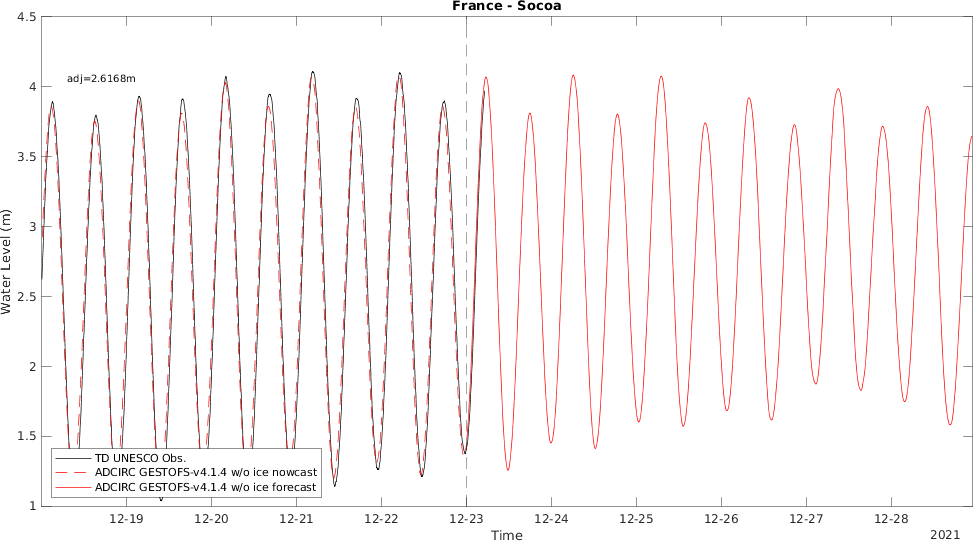 France - Socoa
4.5
4
3.5
3
2.5
2
1.5
1
Water Level (m)
adj=2.6168m
TD UNESCO Obs.
ADCIRC GESTOFS-v4.1.4 w/o ice nowcast
ADCIRC GESTOFS-v4.1.4 w/o ice forecast
12-19 12-20 12-21 12-22 12-23 12-24 12-25 12-26 12-27 12-28
Time
2021